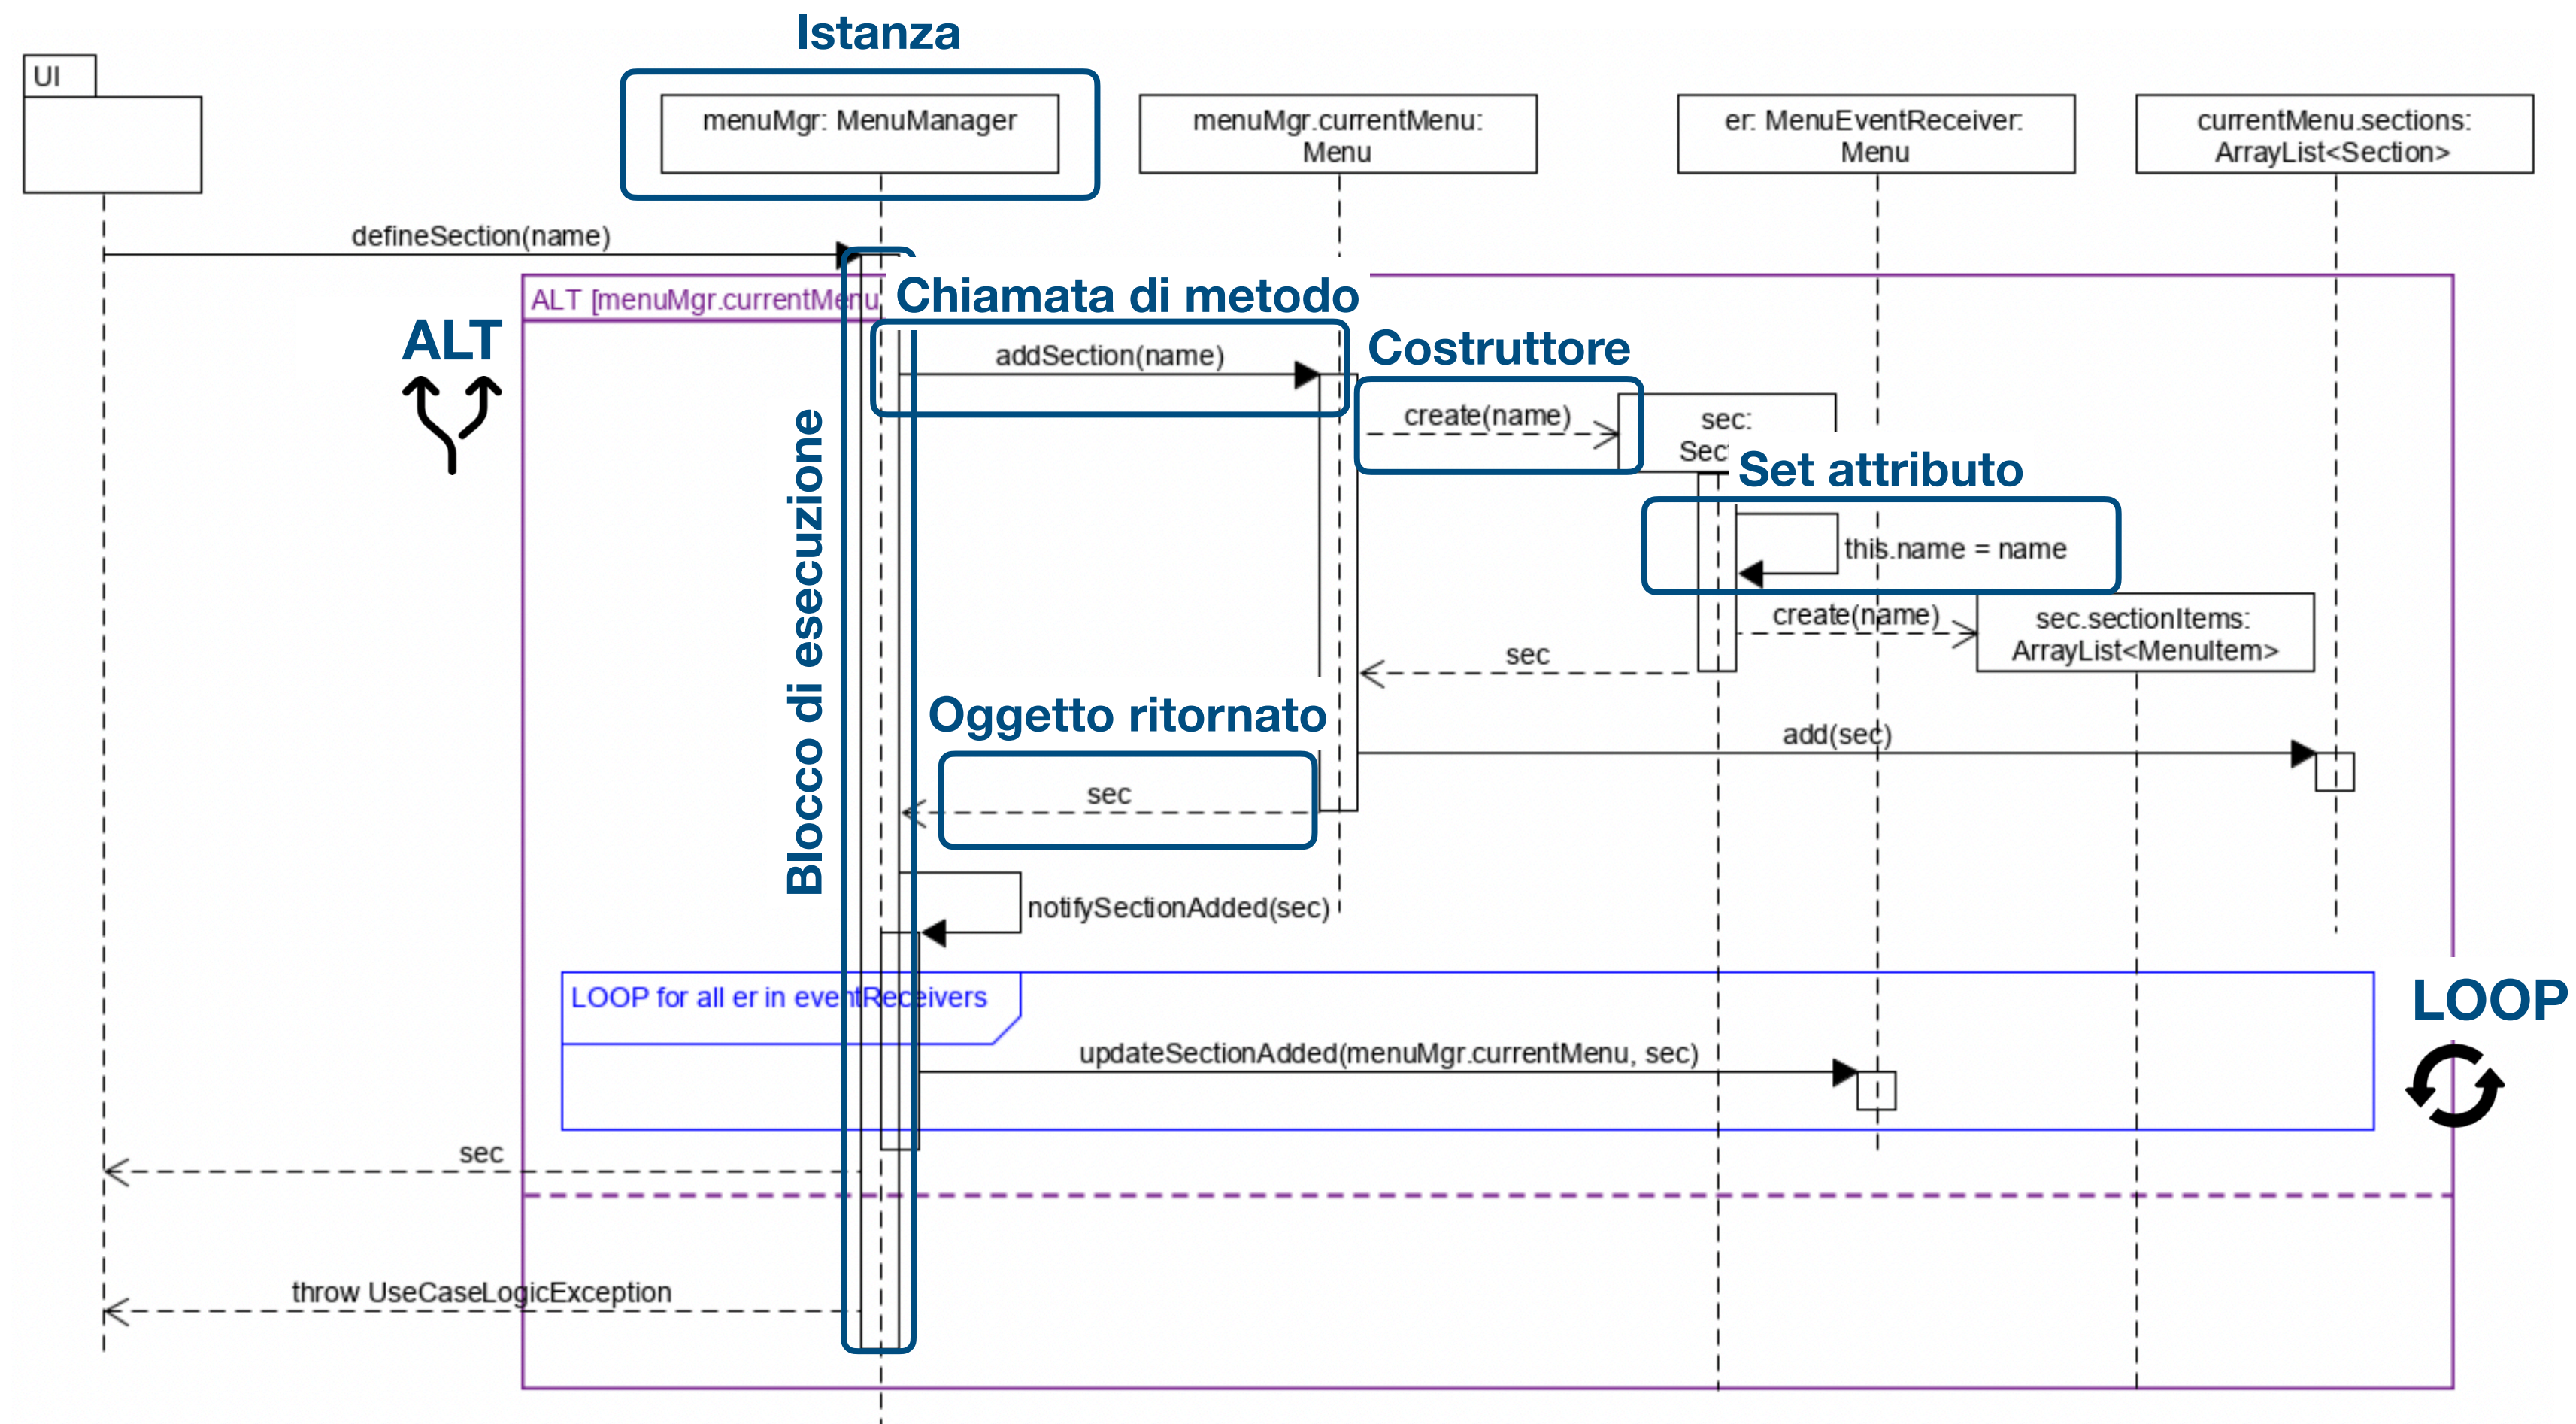 Istanza
UI
menuMgr: MenuManager
menuMgr.currentMenu:
Menu
er: MenuEventReceiver:
Menu
currentMenu.sections:
ArrayList<Section>
defineSection(name)
ALT [menuMgr.currentMenu
Chiamata di metodo
ALT
addSection(name)
Costruttore
create(name)
sec:
Sect
Set attributo
Blocco di esecuzione
this.name = name
create(name)
sec.sectionItems:
ArrayList<MenuItem>
sec
Oggetto ritornato
add(sec)
sec
notifySectionAdded(sec)
LOOP for all er in eventReceivers
LOOP
updateSectionAdded(menuMgr.currentMenu, sec)
sec
throw UseCaseLogicException